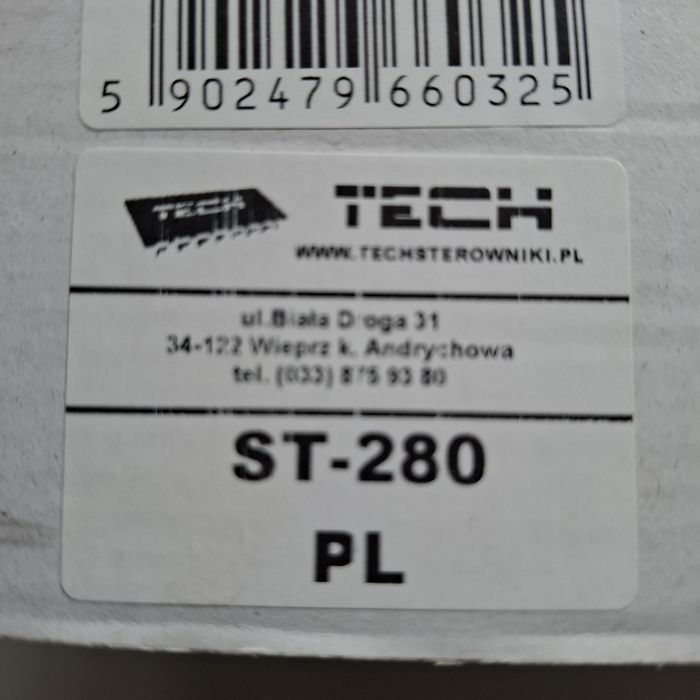 5 902479 660325
TECH TECH
WWW.TECHSTEROWNIKI.PL
ul.Biała Droga 31
34-122 Wieprz k. Andrychowa
tel. (033) 875 93 80
ST-280
PL